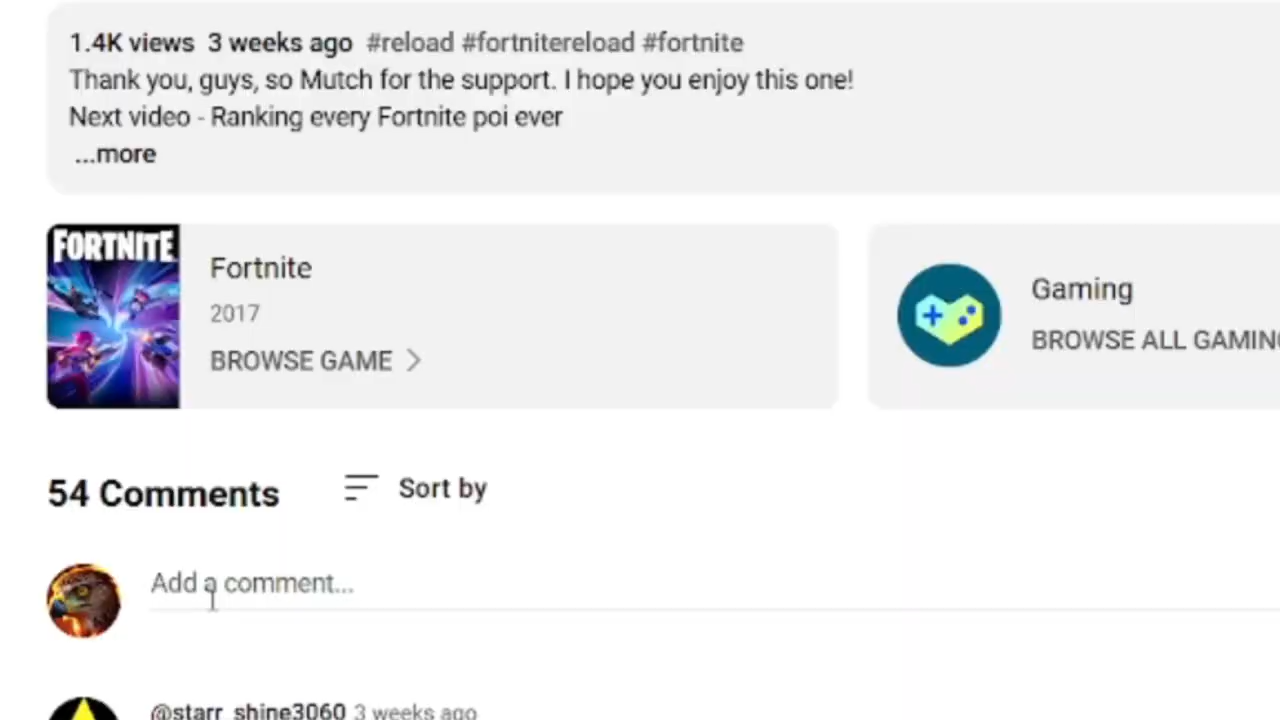 1.4K views 3 weeks ago #reload #fortnitereload #fortnite
Thank you, guys, so Mutch for the support. I hope you enjoy this one!
Next video - Ranking every Fortnite poi ever
...more
FORTNITE
Fortnite
2017
BROWSE GAME
Gaming
BROWSE ALL GAMING
54 Comments
Sort by
Add a comment...
@starr_shine3060 3 weeks ago